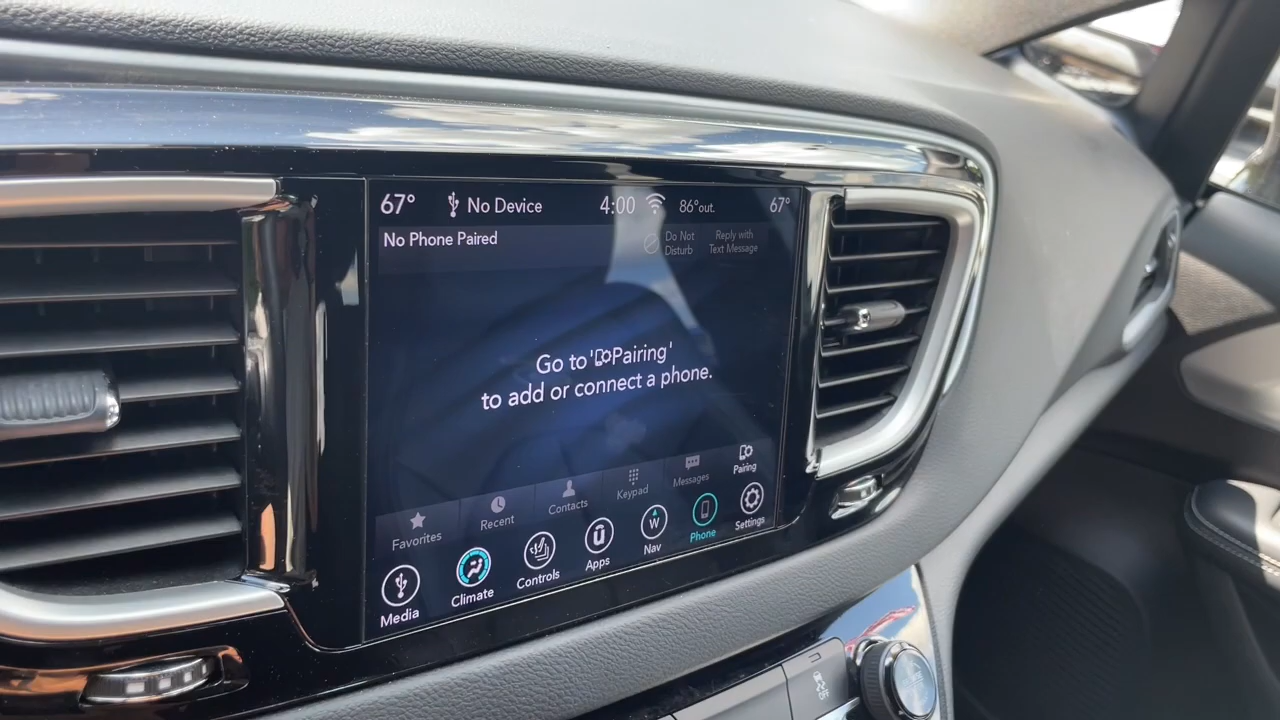 67° No Device 4:00 86°out. 67°
No Phone Paired
Do Not
Disturb
Reply with
Text Message
Go to 'Pairing'
to add or connect a phone.
Favorites Recent Contacts Keypad Messages Pairing
Media Climate Controls Apps W Nav Phone Settings
OFF